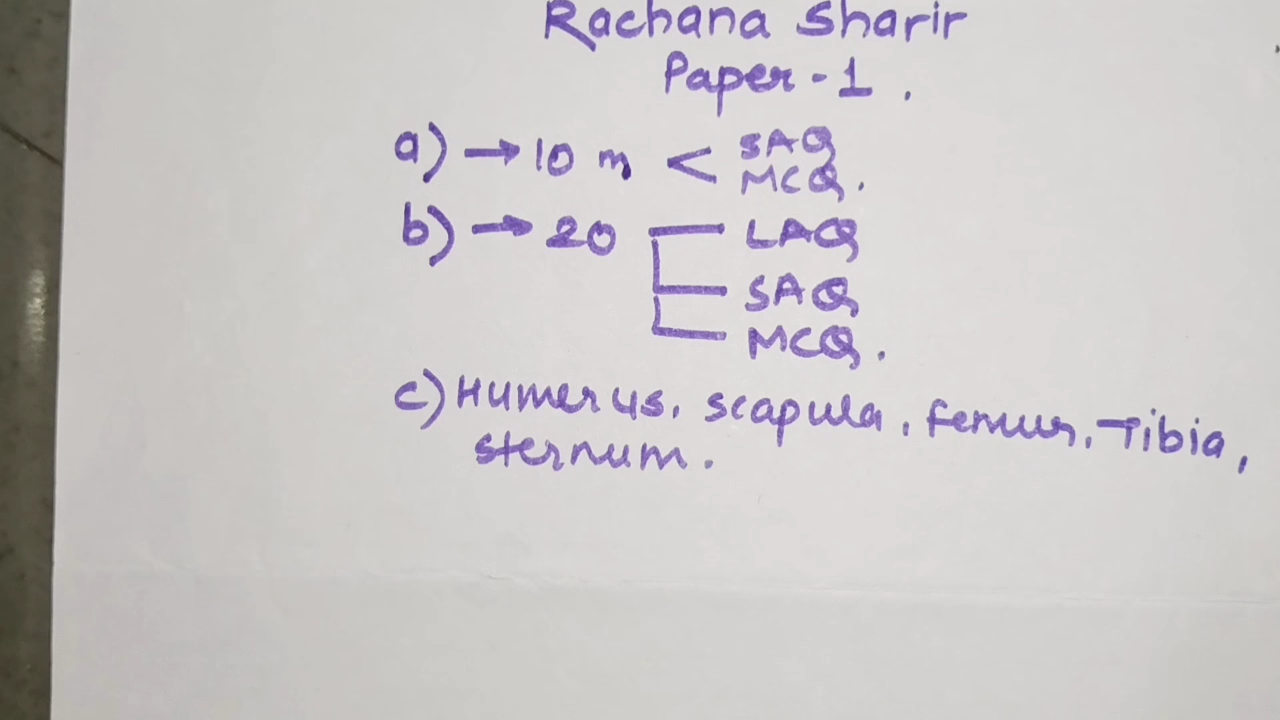 Rachana Sharir
Paper - 1 .
a) → 10 m < SAQ
MCQ.
b) → 20 LAQ
SAQ
MCQ.
c) Humerus, scapula, femur, Tibia,
sternum.